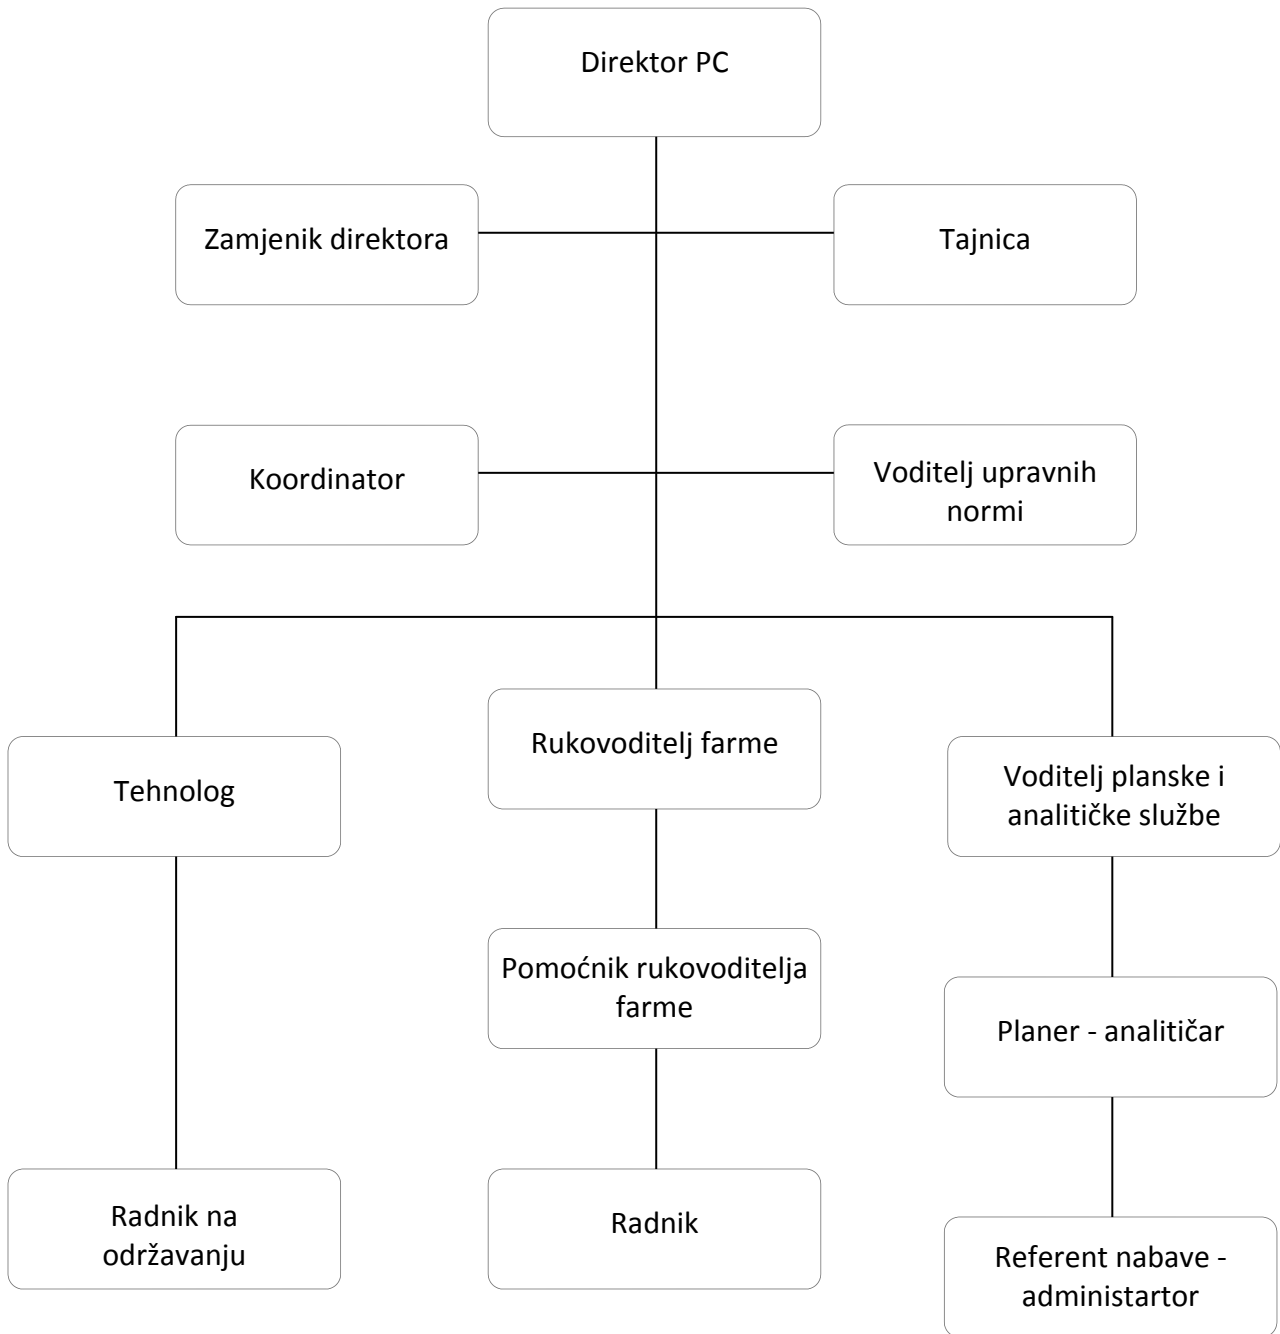 Direktor PC
Zamjenik direktora
Tajnica
Koordinator
Voditelj upravnih
normi
Tehnolog
Rukovoditelj farme
Voditelj planske i
analitičke službe
Pomoćnik rukovoditelja
farme
Planer - analitičar
Radnik na
održavanju
Radnik
Referent nabave -
administartor